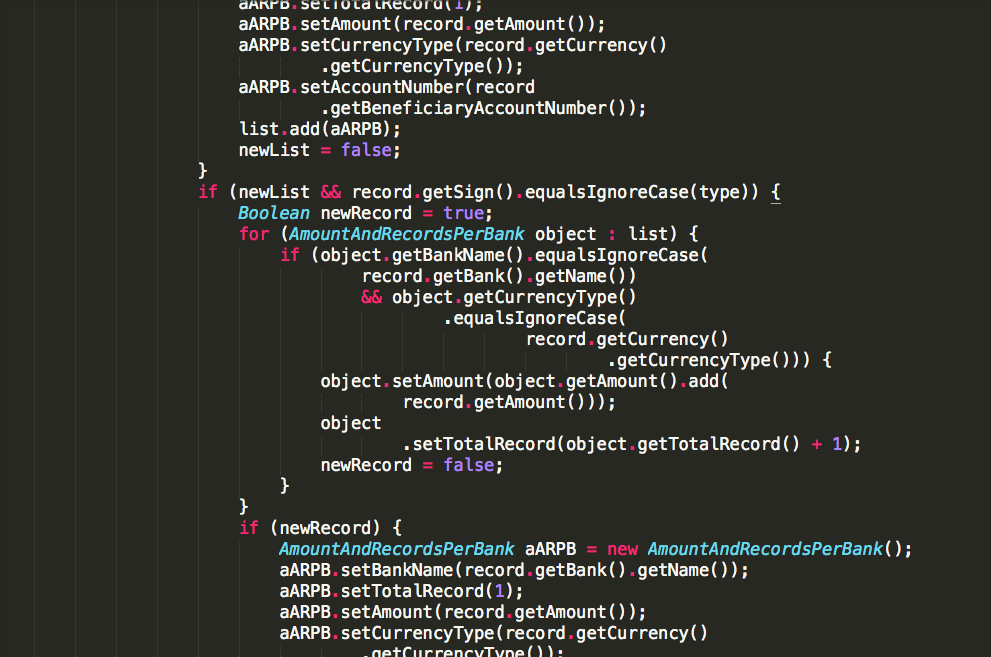 aARPB.setTotalRecord(1);
aARPB.setAmount(record.getAmount());
aARPB.setCurrencyType(record.getCurrency()
.getCurrencyType());
aARPB.setAccountNumber(record
.getBeneficiaryAccountNumber());
list.add(aARPB);
newList = false;
}
if (newList && record.getSign().equalsIgnoreCase(type)) {
Boolean newRecord = true;
for (AmountAndRecordsPerBank object : list) {
if (object.getBankName().equalsIgnoreCase(
record.getBank().getName())
&& object.getCurrencyType()
.equalsIgnoreCase(
record.getCurrency()
.getCurrencyType())) {
object.setAmount(object.getAmount().add(
record.getAmount()));
object
.setTotalRecord(object.getTotalRecord() + 1);
newRecord = false;
}
}
if (newRecord) {
AmountAndRecordsPerBank aARPB = new AmountAndRecordsPerBank();
aARPB.setBankName(record.getBank().getName());
aARPB.setTotalRecord(1);
aARPB.setAmount(record.getAmount());
aARPB.setCurrencyType(record.getCurrency()
.getCurrencyType());